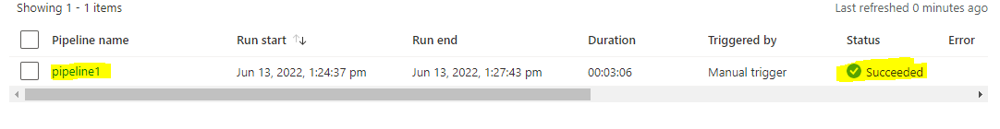 Showing 1 - 1 items
Last refreshed 0 minutes ago
Pipeline name Run start Run end Duration Triggered by Status Error
pipeline1 Jun 13, 2022, 1:24:37 pm Jun 13, 2022, 1:27:43 pm 00:03:06 Manual trigger Succeeded